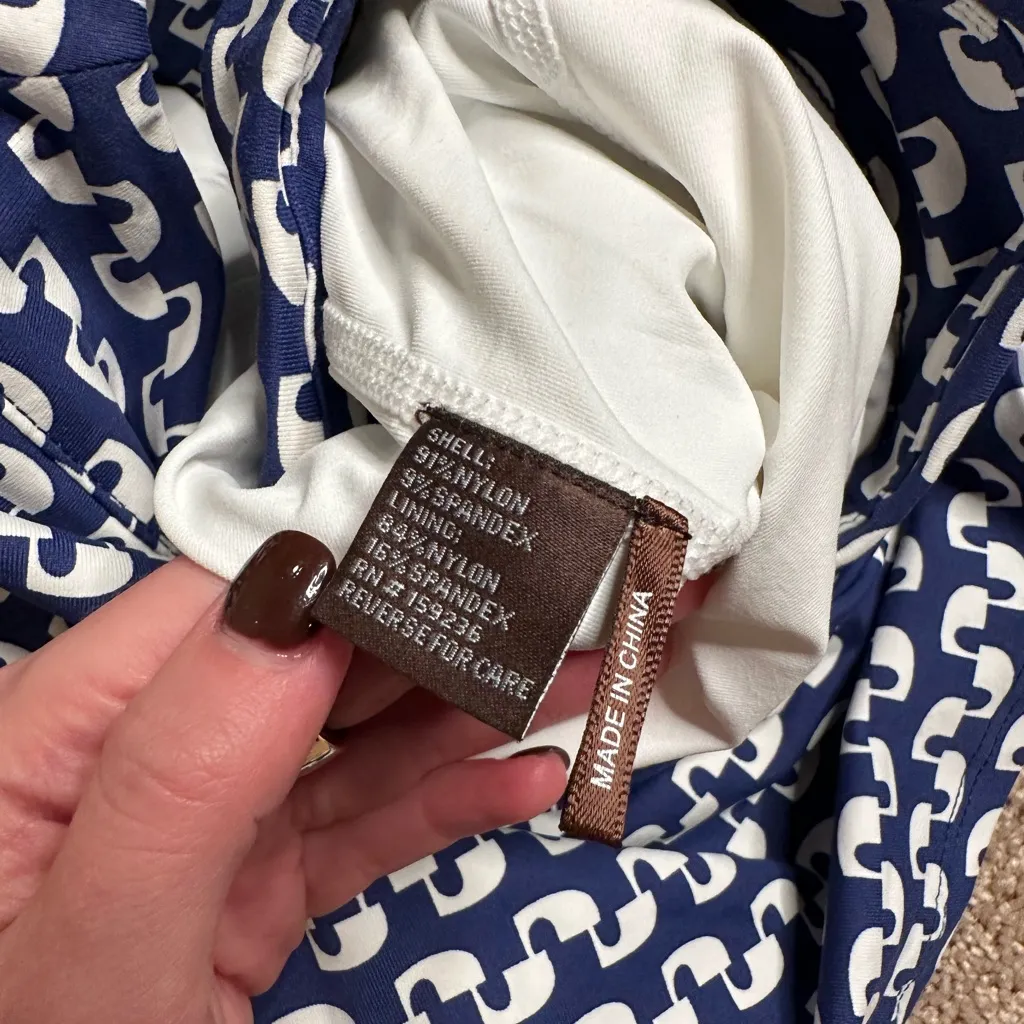 SHELL:
91% NYLON
9% SPANDEX
LINING:
84% NYLON
16% SPANDEX
RN# 159236
REVERSE FOR CARE
MADE IN CHINA